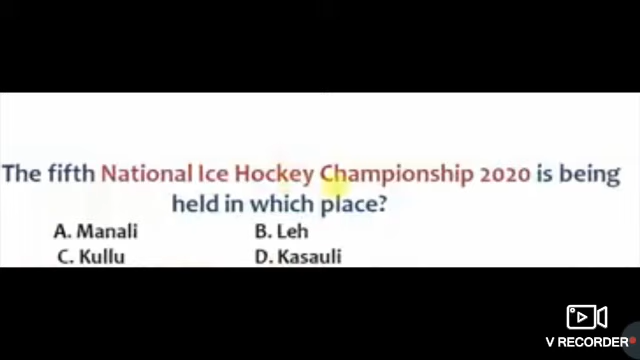 The fifth National Ice Hockey Championship 2020 is being
held in which place?
A. Manali B. Leh
C. Kullu D. Kasauli
V RECORDER